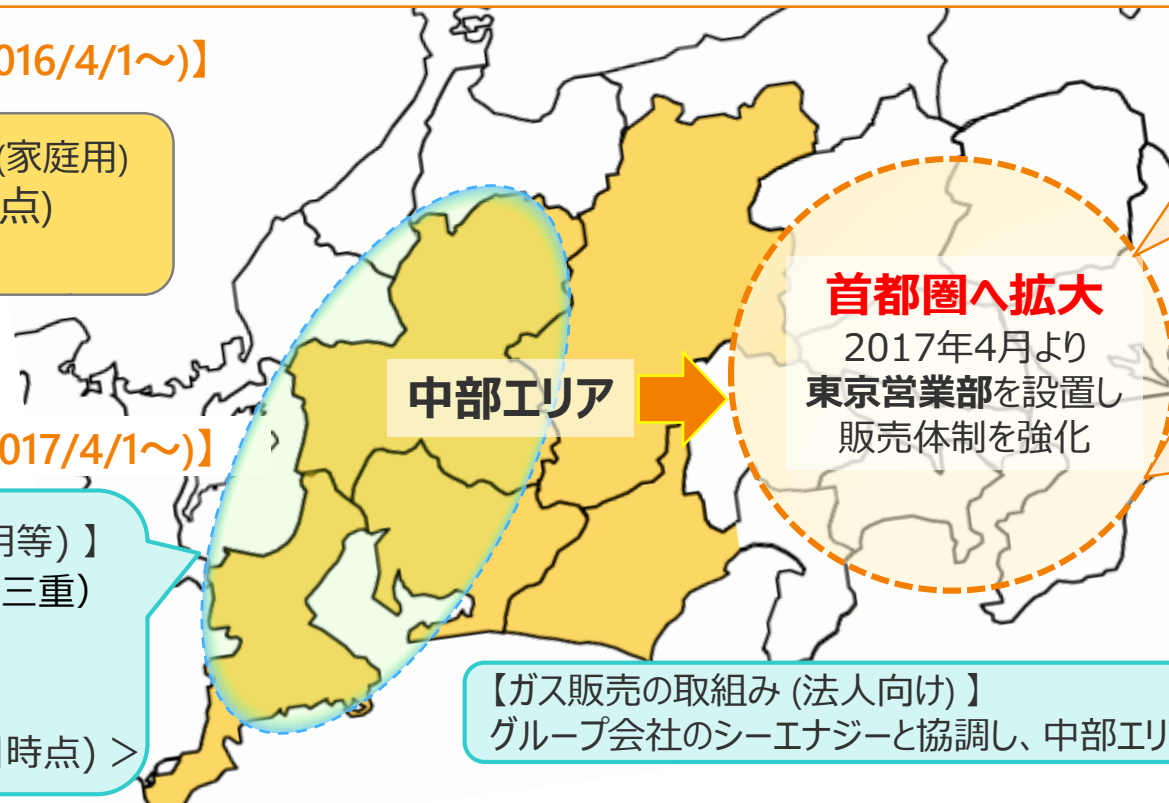 016/4/1～)】
(家庭用)
点)
首都圏へ拡大
2017年4月より
東京営業部を設置し
販売体制を強化
中部エリア
017/4/1～)】
用等) 】
三重）
時点) ＞
【ガス販売の取組み (法人向け) 】
グループ会社のシーエナジーと協調し、中部エリ